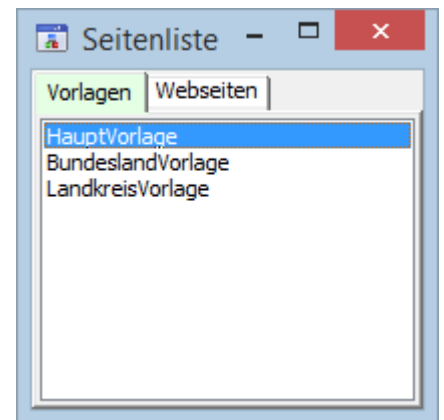 Seitenliste
Vorlagen Webseiten
HauptVorlage
BundeslandVorlage
LandkreisVorlage